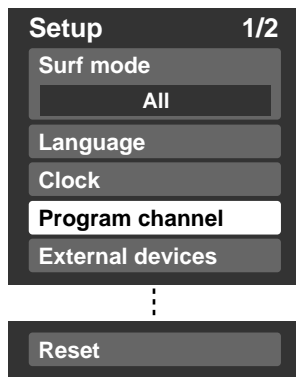 Setup 1/2
Surf mode
All
Language
Clock
Program channel
External devices
Reset